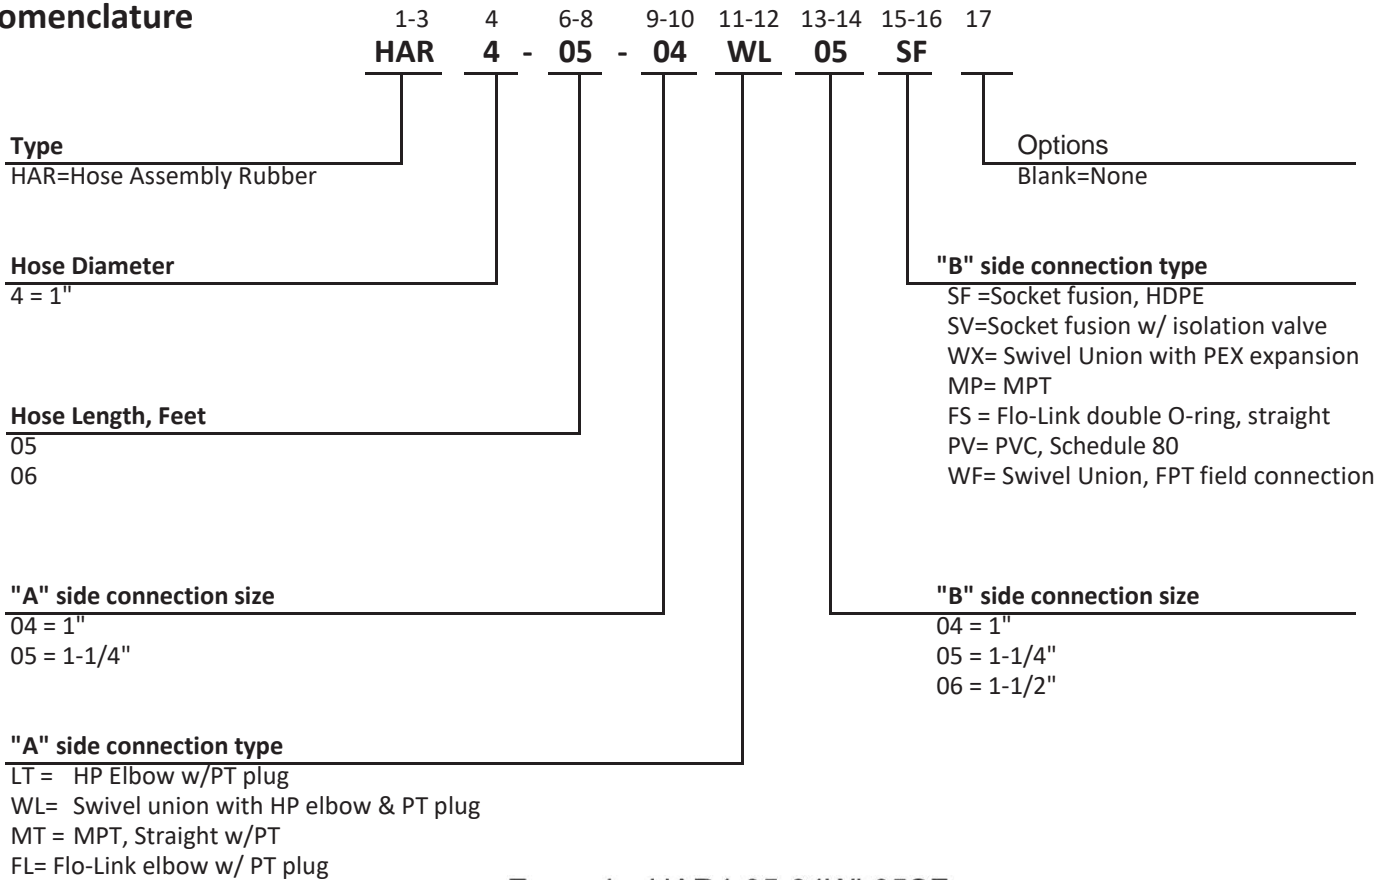 omenclature
1-3 4 6-8 9-10 11-12 13-14 15-16 17
HAR 4 - 05 - 04 WL 05 SF
Type
HAR=Hose Assembly Rubber
Options
Blank=None
Hose Diameter
4 = 1"
"B" side connection type
SF =Socket fusion, HDPE
SV=Socket fusion w/ isolation valve
WX= Swivel Union with PEX expansion
MP= MPT
FS = Flo-Link double O-ring, straight
PV= PVC, Schedule 80
WF= Swivel Union, FPT field connection
Hose Length, Feet
05
06
"A" side connection size
04 = 1"
05 = 1-1/4"
"B" side connection size
04 = 1"
05 = 1-1/4"
06 = 1-1/2"
"A" side connection type
LT = HP Elbow w/PT plug
WL= Swivel union with HP elbow & PT plug
MT = MPT, Straight w/PT
FL= Flo-Link elbow w/ PT plug